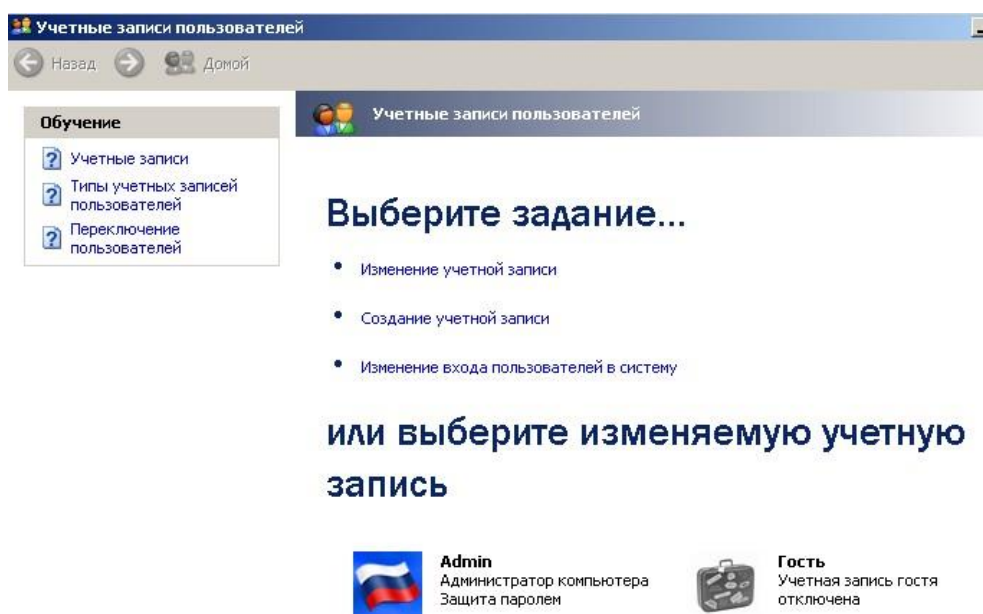 Учетные записи пользователей
Назад Домой
Обучение
Учетные записи
Типы учетных записей
пользователей
Переключение
пользователей
Учетные записи пользователей
Выберите задание...
Изменение учетной записи
Создание учетной записи
Изменение входа пользователей в систему
или выберите изменяемую учетную
запись
Admin
Администратор компьютера
Защита паролем
Гость
Учетная запись гостя
отключена